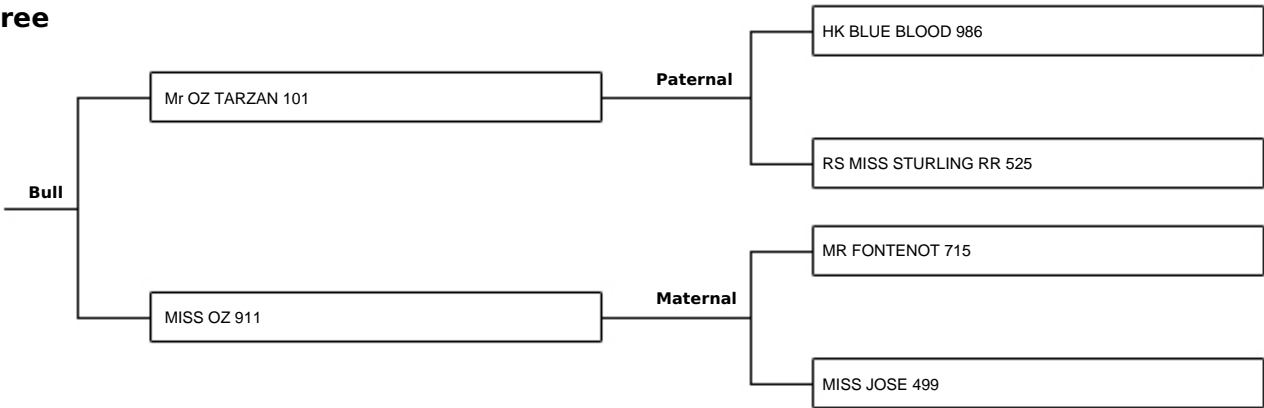 ree
HK BLUE BLOOD 986
Paternal
Mr OZ TARZAN 101
RS MISS STURLING RR 525
Bull
MR FONTENOT 715
Maternal
MISS OZ 911
MISS JOSE 499